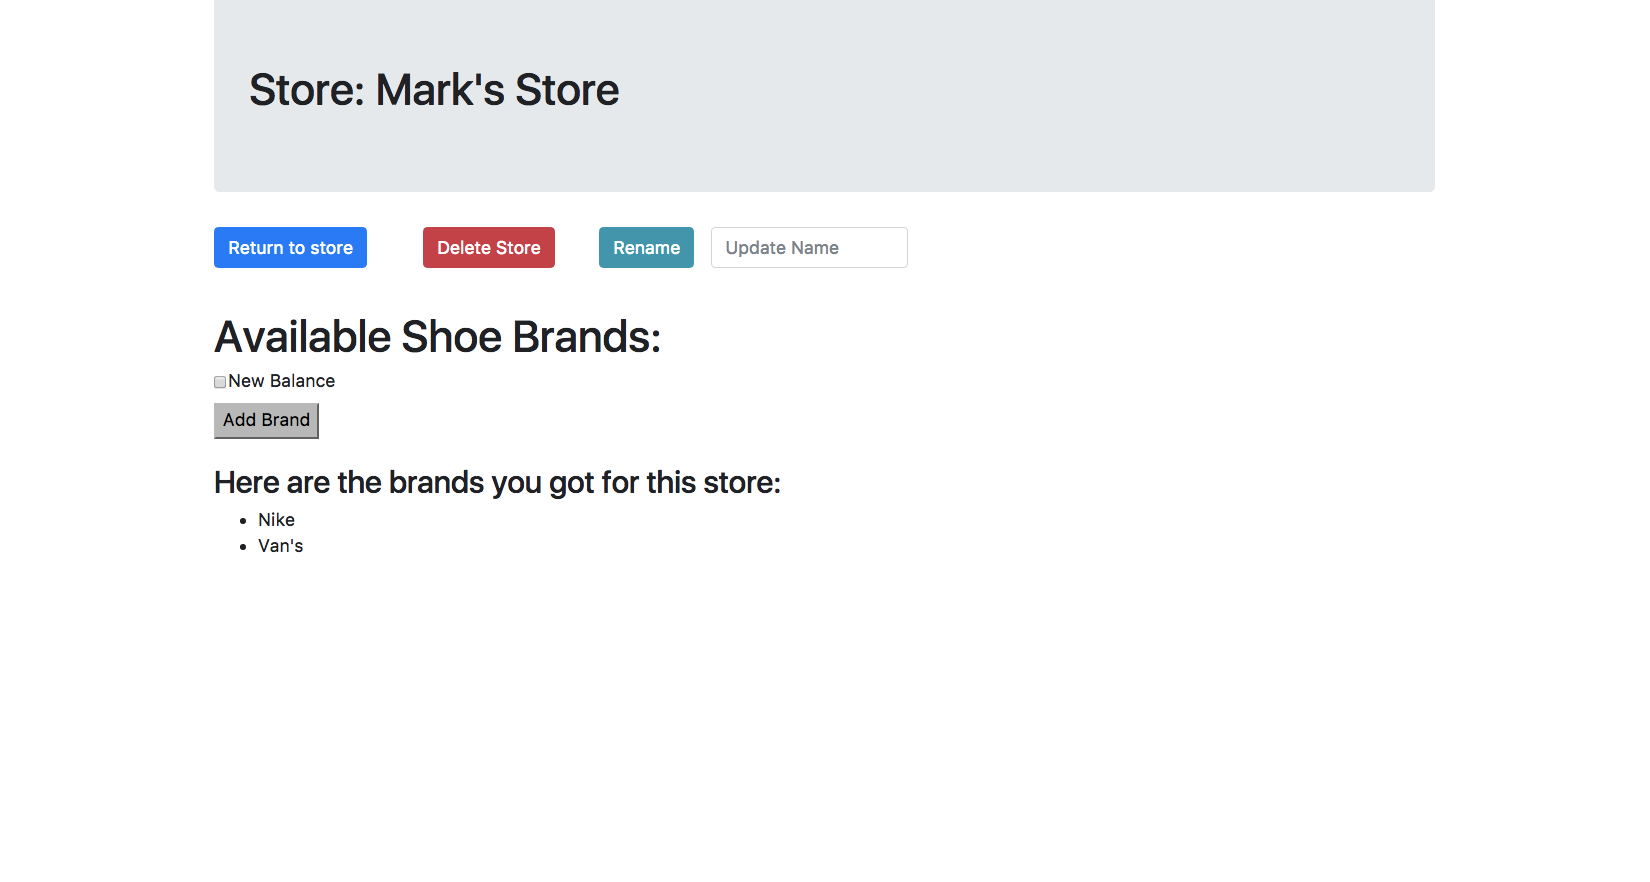 Store: Mark's Store
Return to store Delete Store Rename Update Name
Available Shoe Brands:
New Balance
Add Brand
Here are the brands you got for this store:
Nike
Van's